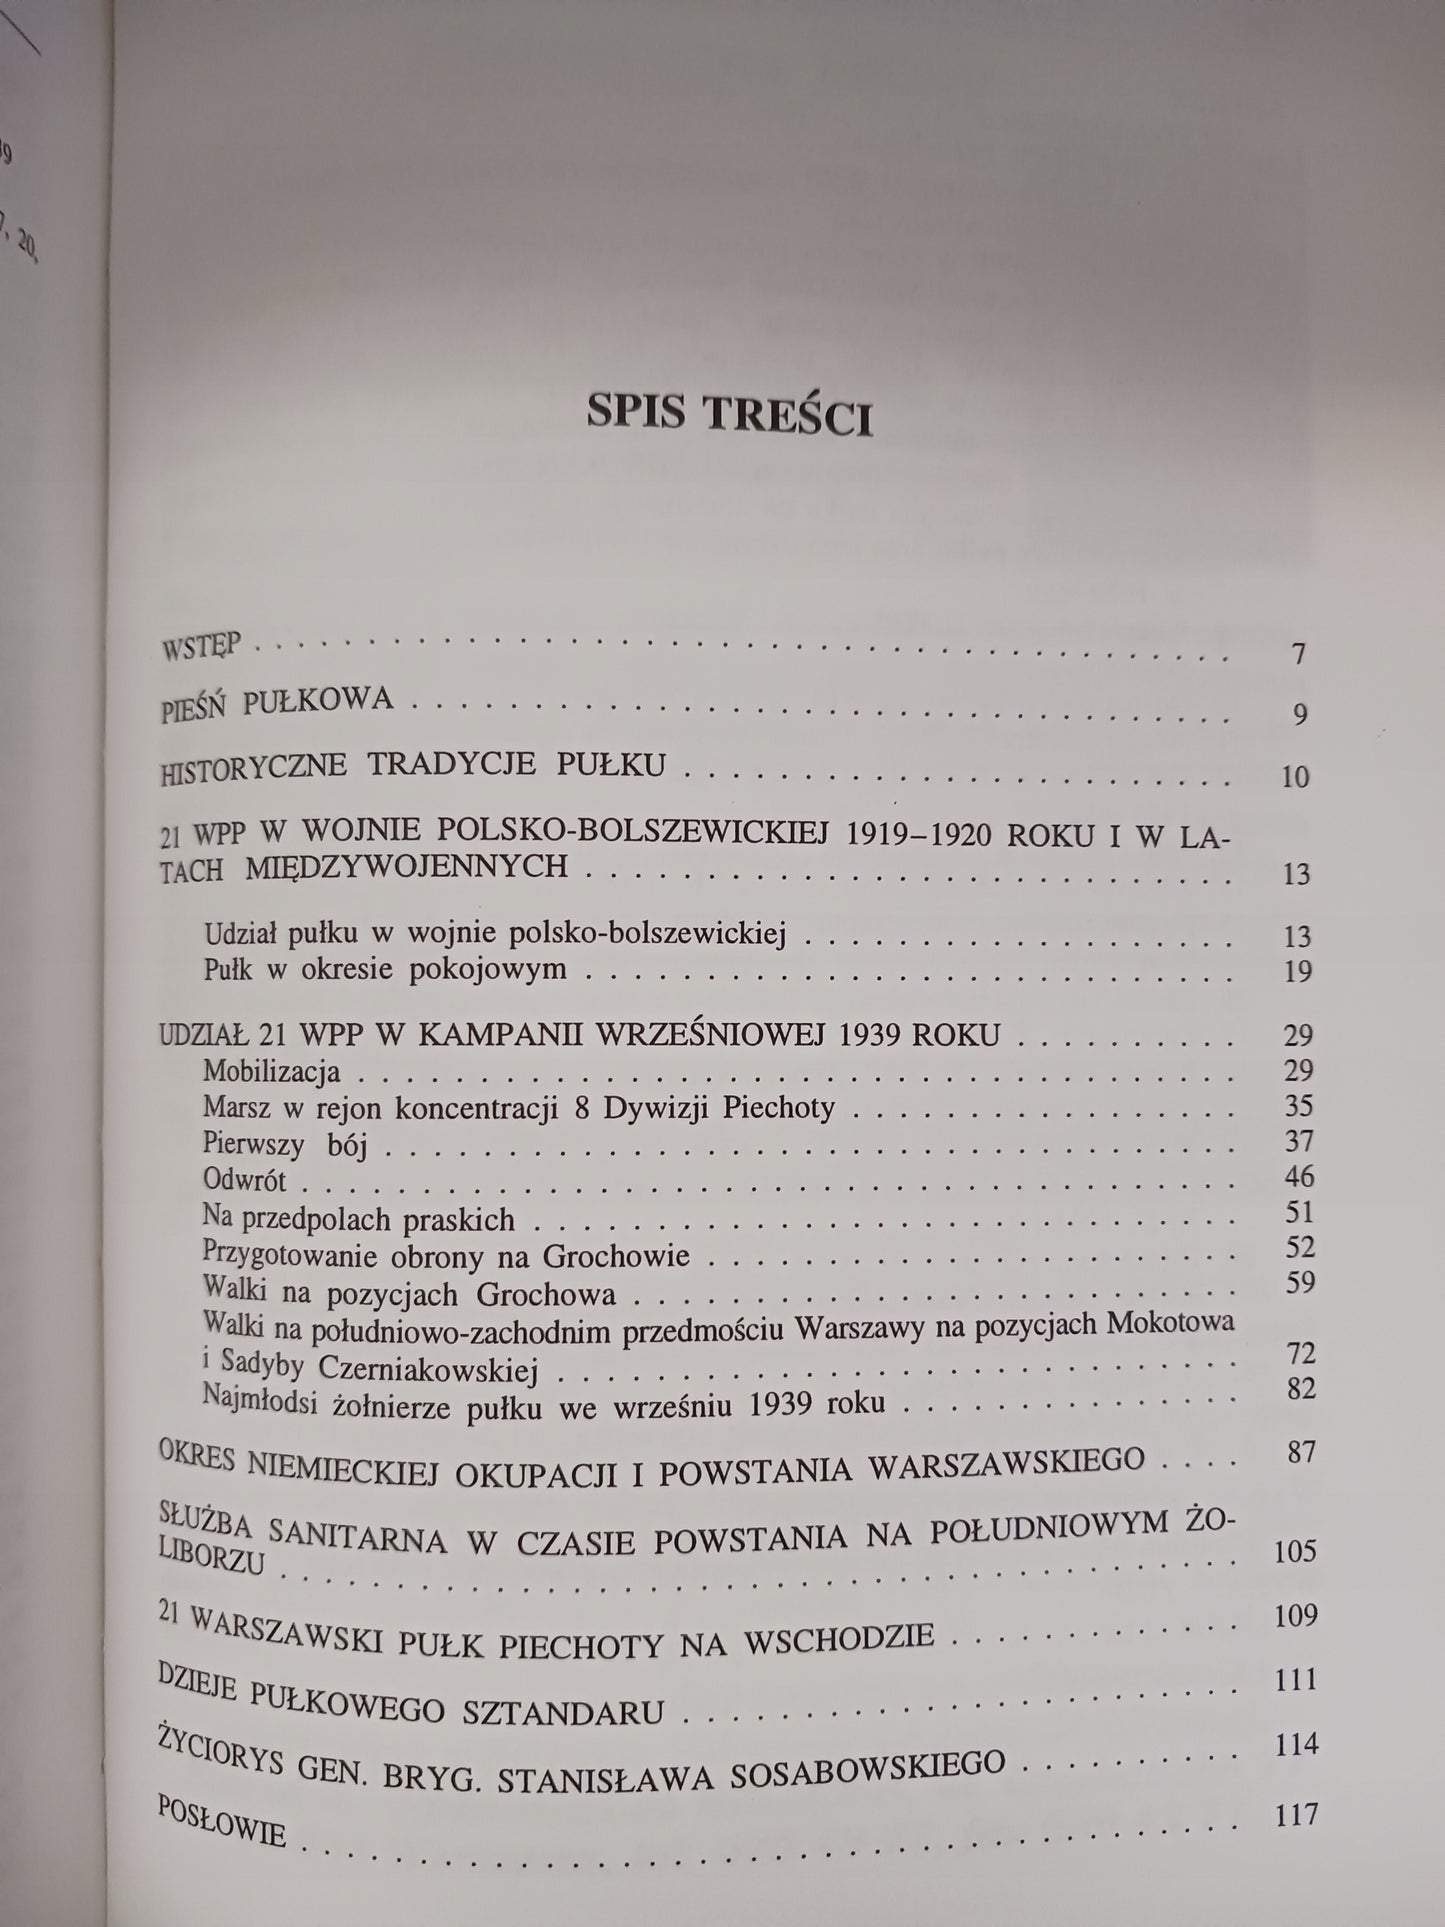 39
7, 20,
SPIS TREŚCI
WSTĘP . . . . . . . . . . . . . . . . . . . . . . . . . . . . . . . . . 7
PIEŚŃ PUŁKOWA . . . . . . . . . . . . . . . . . . . . . . . . . . . 9
HISTORYCZNE TRADYCJE PUŁKU . . . . . . . . . . . . . . . . . . 10
21 WPP W WOJNIE POLSKO-BOLSZEWICKIEJ 1919–1920 ROKU I W LA-
TACH MIĘDZYWOJENNYCH . . . . . . . . . . . . . . . . . . . . . 13
Udział pułku w wojnie polsko-bolszewickiej . . . . . . . . . . . . . . 13
Pułk w okresie pokojowym . . . . . . . . . . . . . . . . . . . . . 19
UDZIAŁ 21 WPP W KAMPANII WRZEŚNIOWEJ 1939 ROKU . . . . . . . . . . 29
Mobilizacja . . . . . . . . . . . . . . . . . . . . . . . . . . . . . 29
Marsz w rejon koncentracji 8 Dywizji Piechoty . . . . . . . . . . . . . 35
Pierwszy bój . . . . . . . . . . . . . . . . . . . . . . . . . . . . 37
Odwrót . . . . . . . . . . . . . . . . . . . . . . . . . . . . . . . 46
Na przedpolach praskich . . . . . . . . . . . . . . . . . . . . . . . 51
Przygotowanie obrony na Grochowie . . . . . . . . . . . . . . . . . . 52
Walki na pozycjach Grochowa . . . . . . . . . . . . . . . . . . . . 59
Walki na południowo-zachodnim przedmościu Warszawy na pozycjach Mokotowa
i Sadyby Czerniakowskiej . . . . . . . . . . . . . . . . . . . . . . 72
Najmłodsi żołnierze pułku we wrześniu 1939 roku . . . . . . . . . . . . 82
OKRES NIEMIECKIEJ OKUPACJI I POWSTANIA WARSZAWSKIEGO . . . . 87
SŁUŻBA SANITARNA W CZASIE POWSTANIA NA POŁUDNIOWYM ŻO-
LIBORZU . . . . . . . . . . . . . . . . . . . . . . . . . . . . . . . 105
21 WARSZAWSKI PUŁK PIECHOTY NA WSCHODZIE . . . . . . . . . . . 109
DZIEJE PUŁKOWEGO SZTANDARU . . . . . . . . . . . . . . . . . . 111
ŻYCIORYS GEN. BRYG. STANISŁAWA SOSABOWSKIEGO . . . . . . . . . 114
POSŁOWIE . . . . . . . . . . . . . . . . . . . . . . . . . . . . . . 117